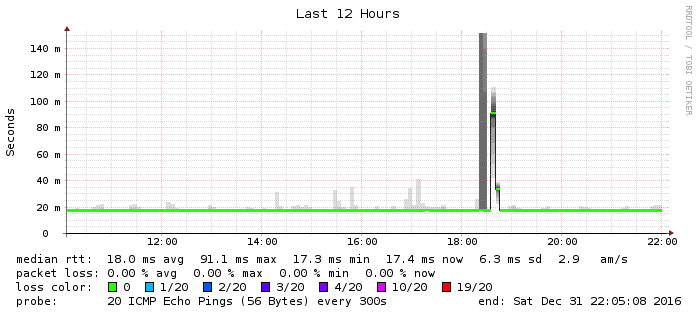 Last 12 Hours
RRDTOOL / TOBI OETIKER
Seconds
140 m
120 m
100 m
80 m
60 m
40 m
20 m
0
12:00 14:00 16:00 18:00 20:00 22:00
median rtt: 18.0 ms avg 91.1 ms max 17.3 ms min 17.4 ms now 6.3 ms sd 2.9 am/s
packet loss: 0.00 % avg 0.00 % max 0.00 % min 0.00 % now
loss color: 0 1/20 2/20 3/20 4/20 10/20 19/20
probe: 20 ICMP Echo Pings (56 Bytes) every 300s end: Sat Dec 31 22:05:08 2016